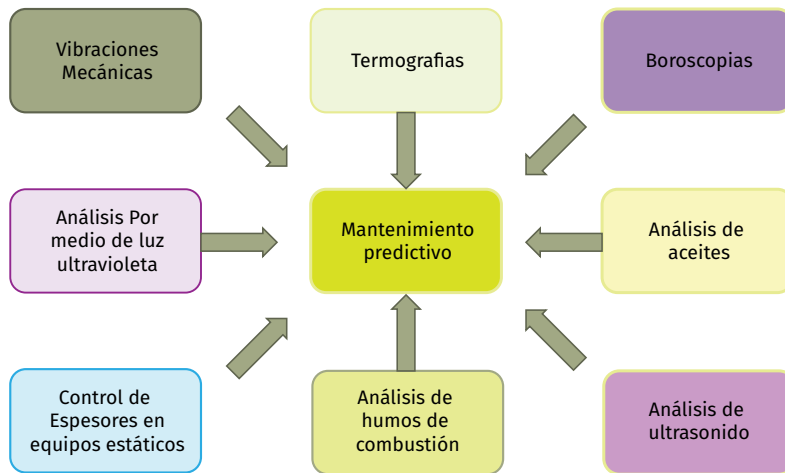 Vibraciones
Mecánicas
Termografias
Boroscopias
Análisis Por
medio de luz
ultravioleta
Mantenimiento
predictivo
Análisis de
aceites
Control de
Espesores en
equipos estáticos
Análisis de
humos de
combustión
Análisis de
ultrasonido